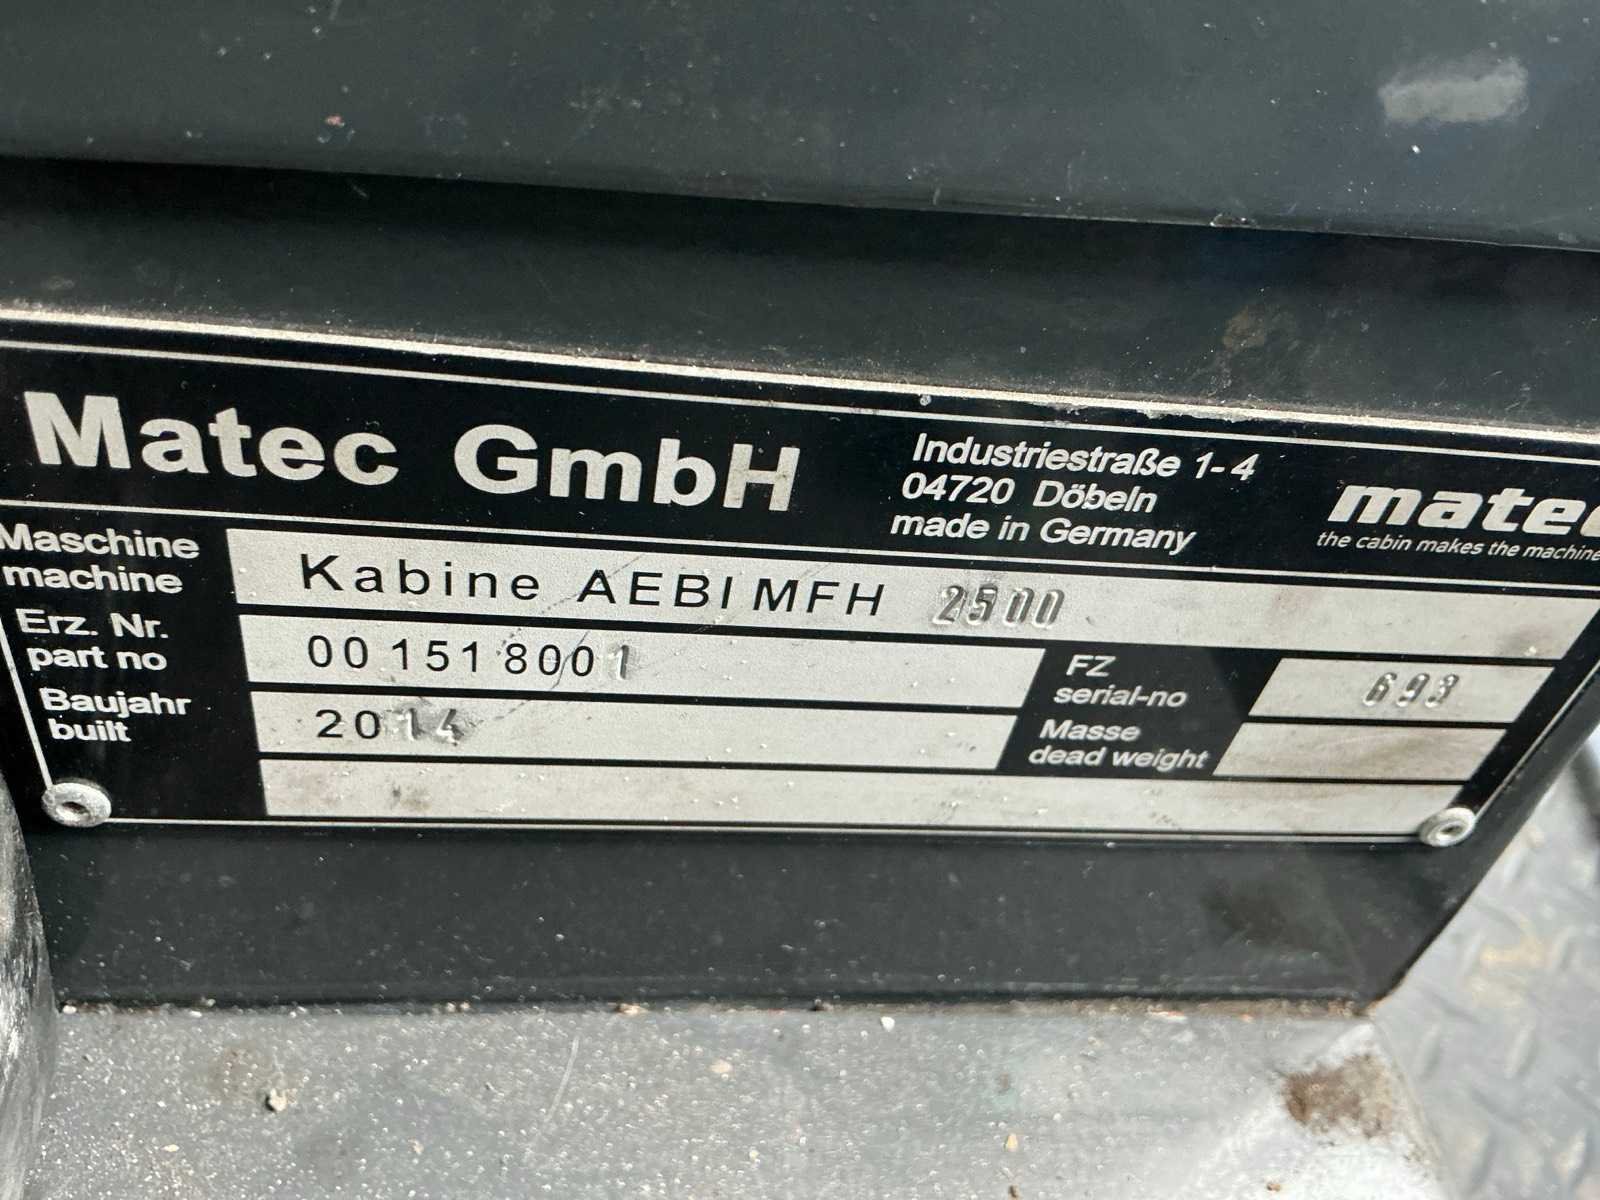 Matec GmbH
Industriestraße 1-4
04720 Döbeln
made in Germany
matec
the cabin makes the machine
Maschine
machine
Kabine AEBI MFH 2500
Erz. Nr.
part no
00 151 8001
FZ
serial-no
693
Baujahr
built
2014
Masse
dead weight